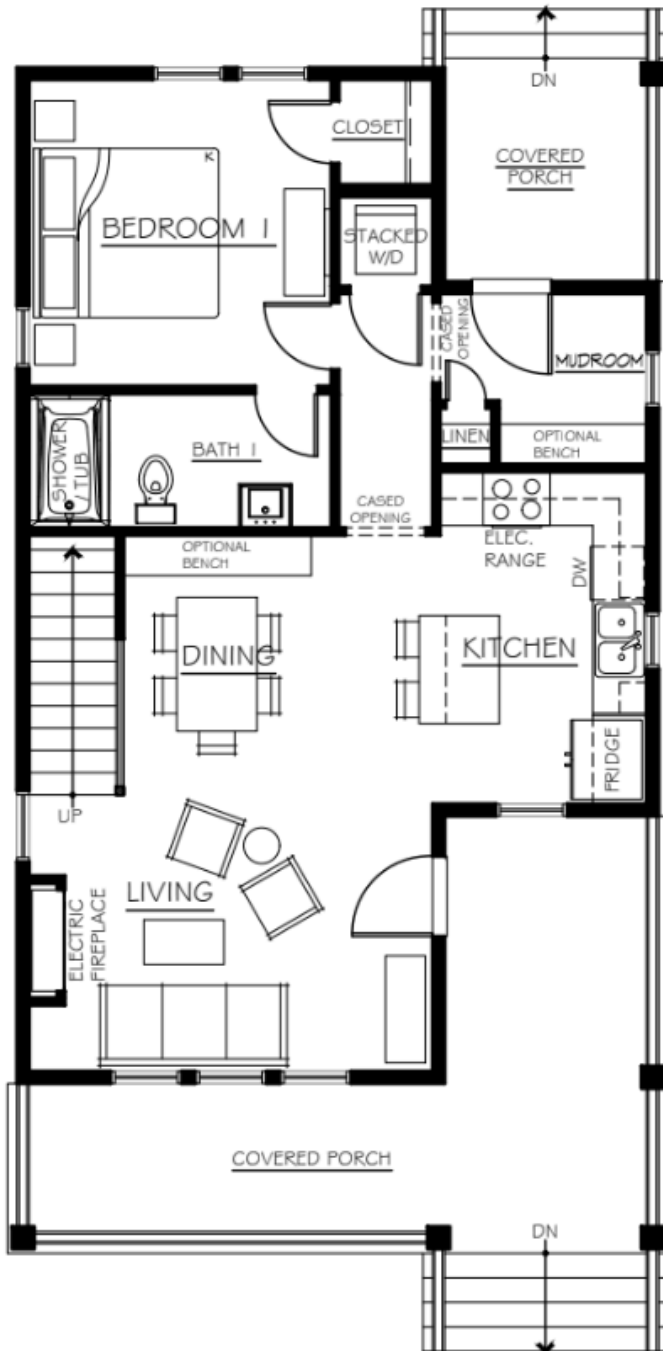 DN
CLOSET
COVERED
PORCH
K
BEDROOM 1
STACKED
W/D
CASED
OPENING
MUDROOM
SHOWER
/ TUB
BATH 1
LINEN
OPTIONAL
BENCH
CASED
OPENING
ELEC.
RANGE
OPTIONAL
BENCH
DW
DINING
KITCHEN
FRIDGE
UP
LIVING
ELECTRIC
FIREPLACE
COVERED PORCH
DN